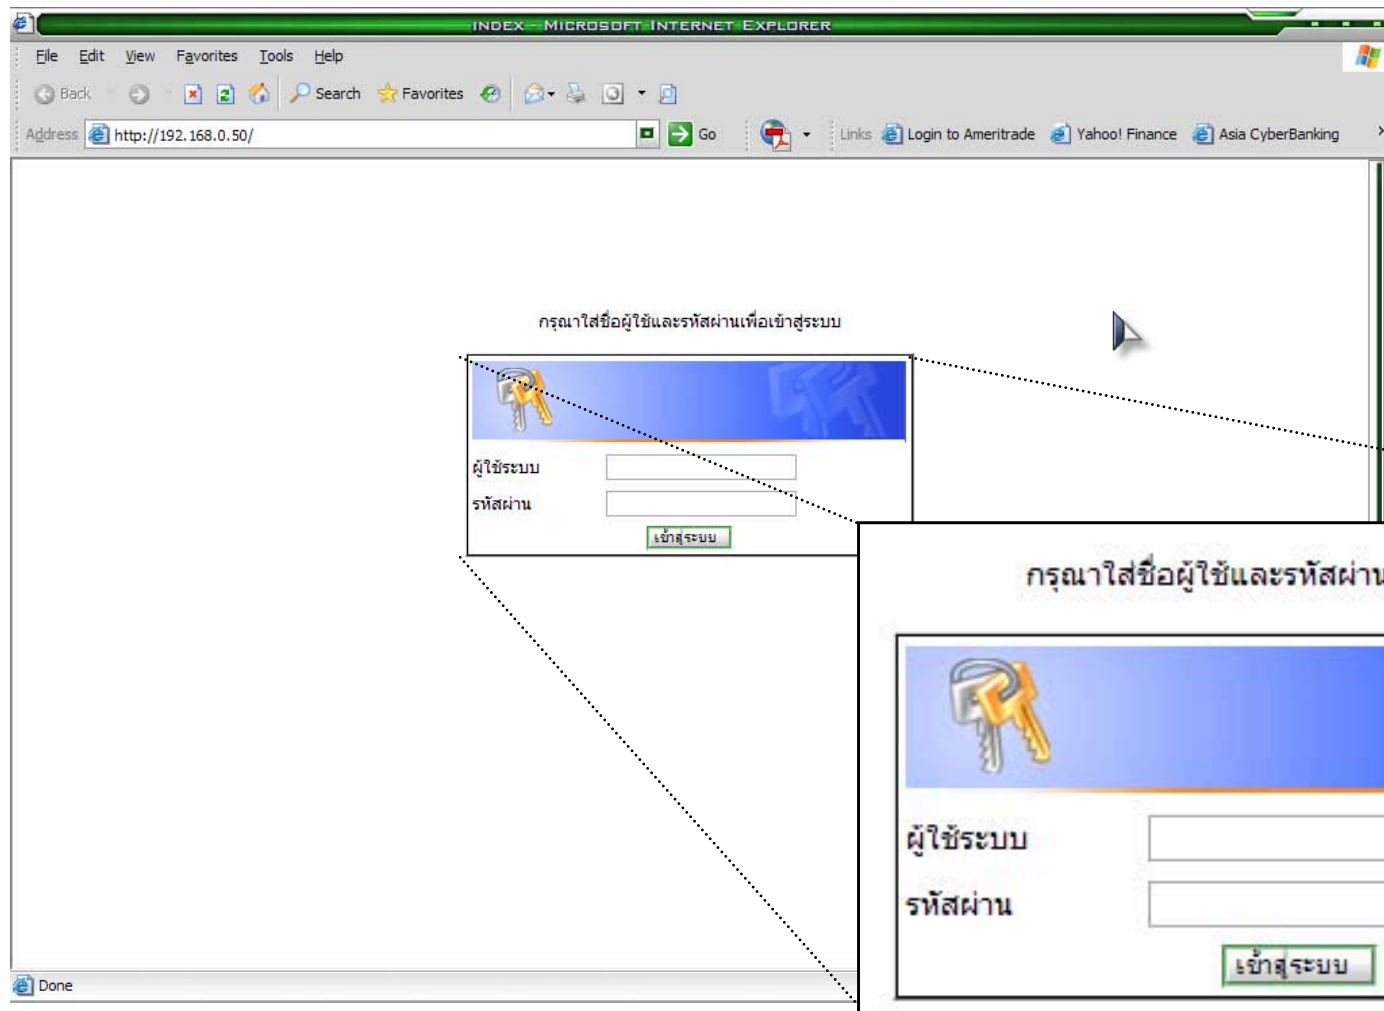 INDEX - MICROSOFT INTERNET EXPLORER
File Edit View Favorites Tools Help
Back Search Favorites
Address http://192.168.0.50/ Go Links Login to Ameritrade Yahoo! Finance Asia CyberBanking
กรุณาใส่ชื่อผู้ใช้และรหัสผ่านเพื่อเข้าสู่ระบบ
ผู้ใช้ระบบ
รหัสผ่าน
เข้าสู่ระบบ
กรุณาใส่ชื่อผู้ใช้และรหัสผ่าน
ผู้ใช้ระบบ
รหัสผ่าน
เข้าสู่ระบบ
Done